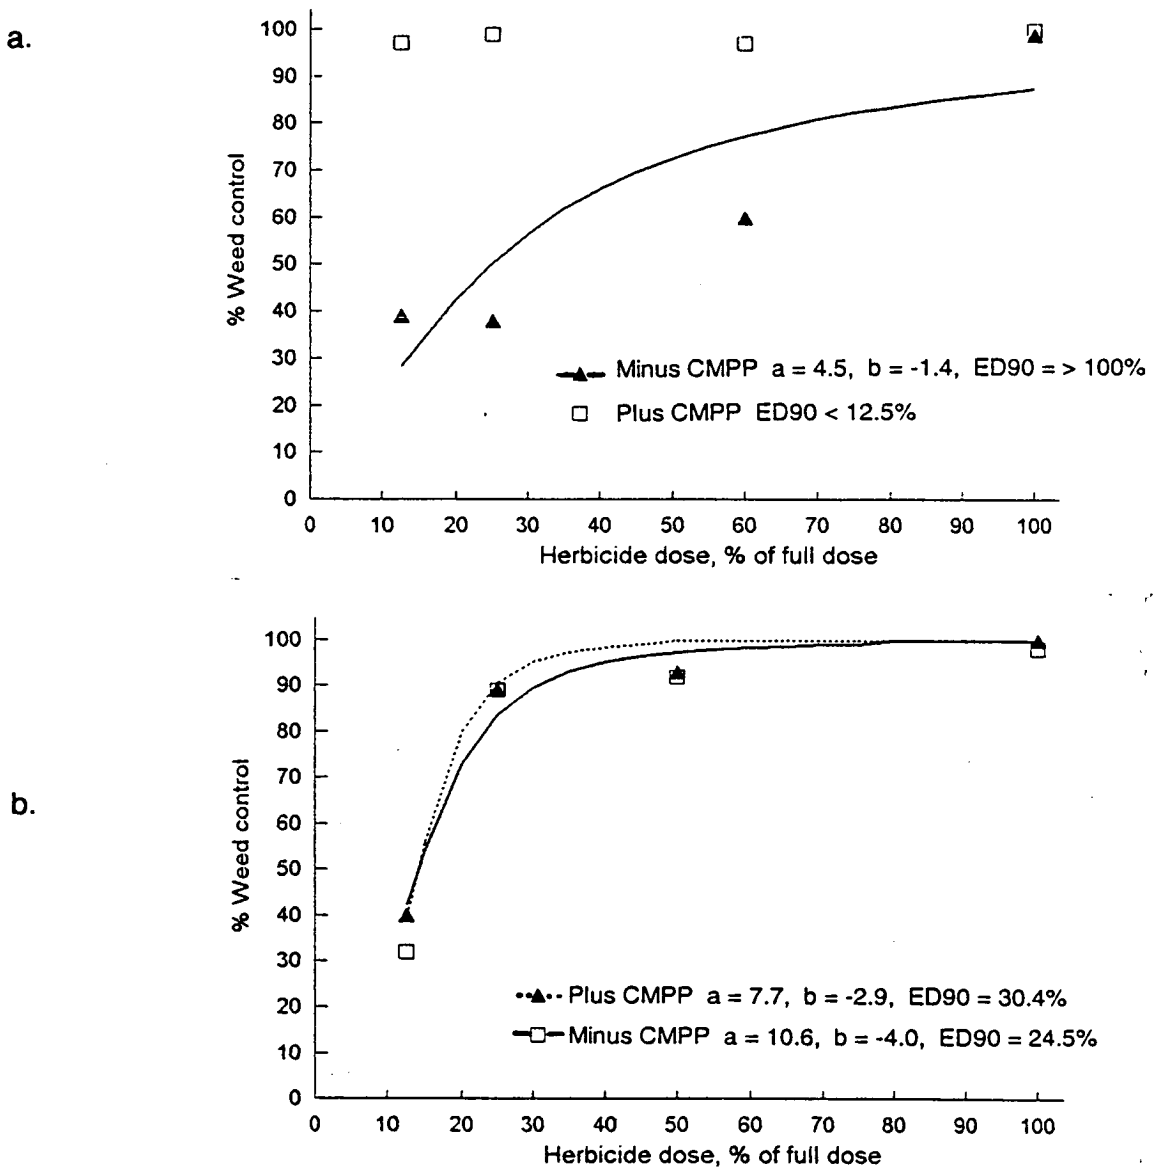 a.
100
90
80
70
60
50
40
30
20
10
0
% Weed control
Minus CMPP a = 4.5, b = -1.4, ED90 = > 100%
Plus CMPP ED90 < 12.5%
0 10 20 30 40 50 60 70 80 90 100
Herbicide dose, % of full dose
b.
100
90
80
70
60
50
40
30
20
10
0
% Weed control
Plus CMPP a = 7.7, b = -2.9, ED90 = 30.4%
Minus CMPP a = 10.6, b = -4.0, ED90 = 24.5%
0 10 20 30 40 50 60 70 80 90 100
Herbicide dose, % of full dose